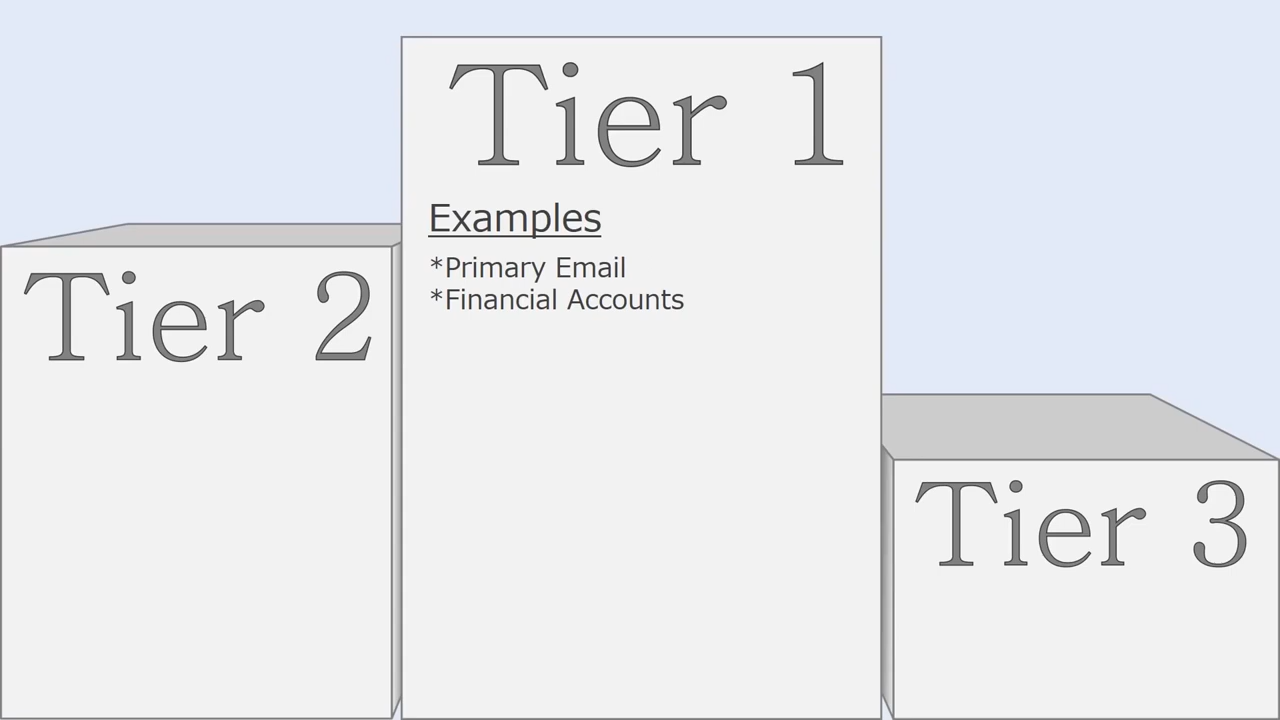 Tier 1
Examples
*Primary Email
*Financial Accounts
Tier 2
Tier 3